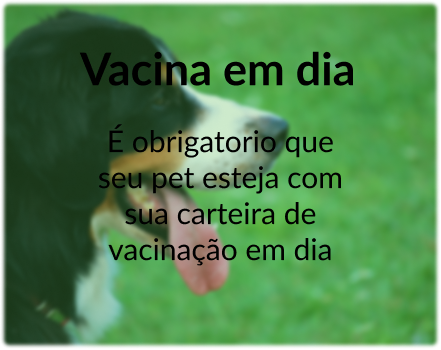 Vacina em dia
É obrigatorio que
seu pet esteja com
sua carteira de
vacinação em dia